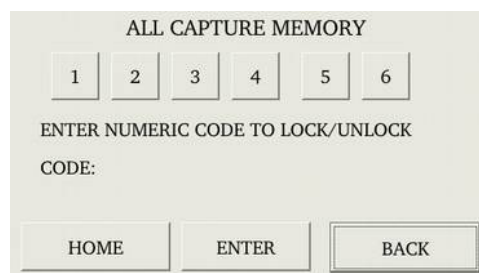 ALL CAPTURE MEMORY
1 2 3 4 5 6
ENTER NUMERIC CODE TO LOCK/UNLOCK
CODE:
HOME ENTER BACK